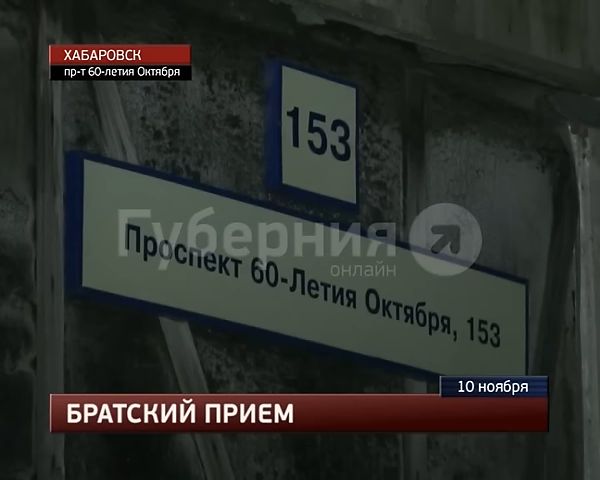 ХАБАРОВСК
пр-т 60-летия Октября
153
Губерния
онлайн
Проспект 60-Летия Октября, 153
10 ноября
БРАТСКИЙ ПРИЕМ